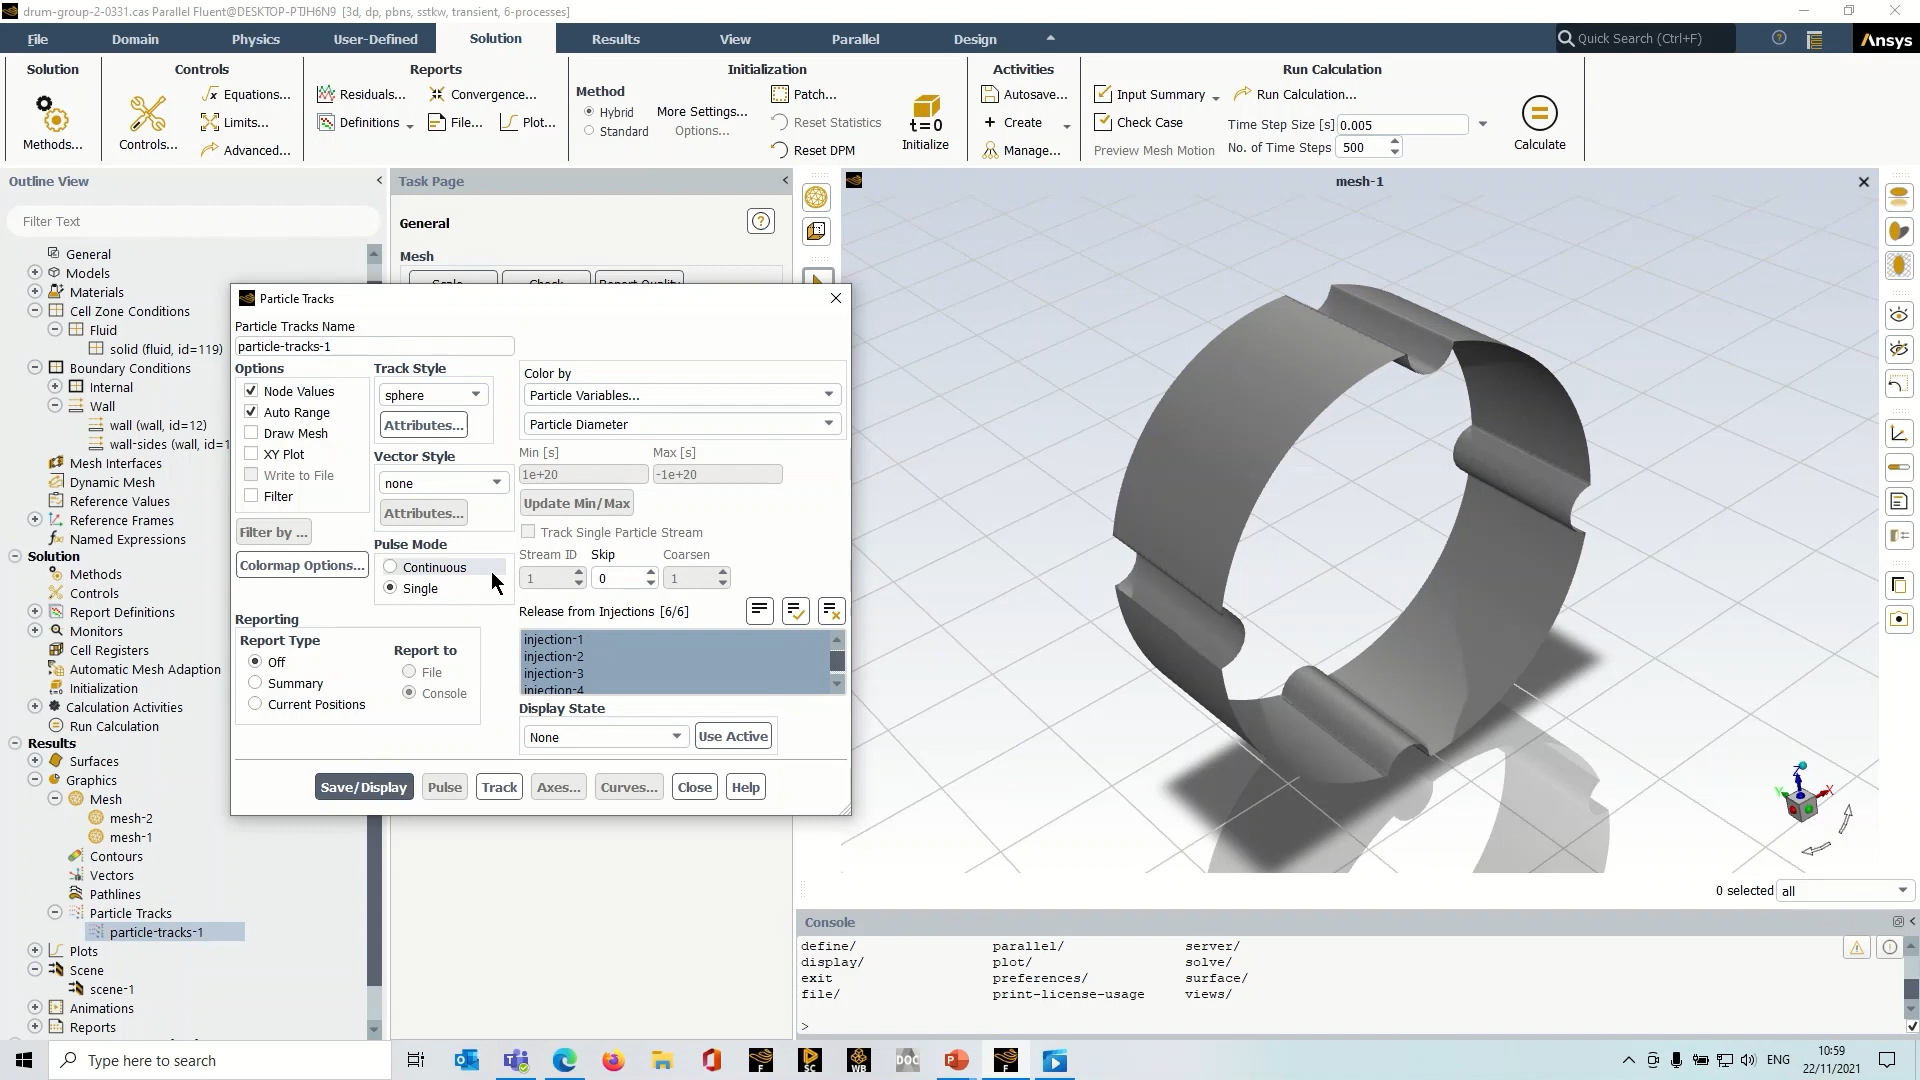 drum-group-2-0331.cas Parallel Fluent@DESKTOP-PTJH6N9 [3d, dp, pbns, sstkw, transient, 6-processes]
File Domain Physics User-Defined Solution Results View Parallel Design Quick Search (Ctrl+F) Ansys
Solution Controls Reports Initialization Activities Run Calculation
Methods...
Controls...
Equations...
Limits...
Advanced...
Residuals... Convergence...
Definitions File... Plot...
Method
Hybrid
Standard
More Settings...
Options...
Patch...
Reset Statistics
Reset DPM
t=0
Initialize
Autosave...
Create
Manage...
Input Summary
Check Case
Preview Mesh Motion
Run Calculation...
Time Step Size [s] 0.005
No. of Time Steps 500
Calculate
Outline View
Filter Text
General
Models
Materials
Cell Zone Conditions
Fluid
solid (fluid, id=119)
Boundary Conditions
Internal
Wall
wall (wall, id=12)
wall-sides (wall, id=1
Mesh Interfaces
Dynamic Mesh
Reference Values
Reference Frames
Named Expressions
Solution
Methods
Controls
Report Definitions
Monitors
Cell Registers
Automatic Mesh Adaption
Initialization
Calculation Activities
Run Calculation
Results
Surfaces
Graphics
Mesh
mesh-2
mesh-1
Contours
Vectors
Pathlines
Particle Tracks
particle-tracks-1
Plots
Scene
scene-1
Animations
Reports
Task Page
General
Mesh
Scale Check Report Quality
Particle Tracks
Particle Tracks Name
particle-tracks-1
Options
Node Values
Auto Range
Draw Mesh
XY Plot
Write to File
Filter
Filter by ...
Colormap Options...
Track Style
sphere
Attributes...
Vector Style
none
Attributes...
Pulse Mode
Continuous
Single
Color by
Particle Variables...
Particle Diameter
Min [s] Max [s]
1e+20 -1e+20
Update Min/Max
Track Single Particle Stream
Stream ID Skip Coarsen
1 0 1
Release from Injections [6/6]
injection-1
injection-2
injection-3
injection-4
Reporting
Report Type
Off
Summary
Current Positions
Report to
File
Console
Display State
None Use Active
Save/Display Pulse Track Axes... Curves... Close Help
mesh-1
Z
Y
X
0 selected all
Console
define/ parallel/ server/
display/ plot/ solve/
exit preferences/ surface/
file/ print-license-usage views/
>
Type here to search
F
SC
WB
DOC
P
F
ENG
10:59
22/11/2021